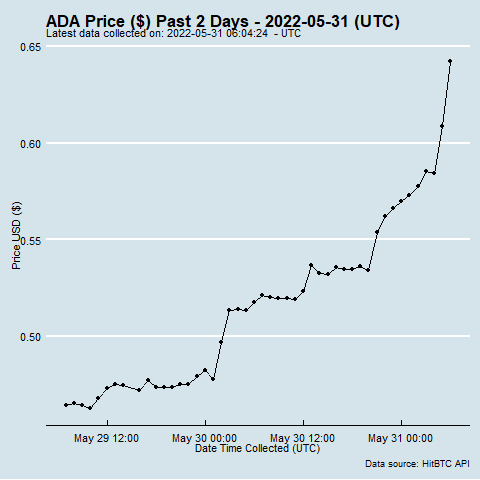 ADA Price ($) Past 2 Days - 2022-05-31 (UTC)
Latest data collected on: 2022-05-31 06:04:24 - UTC
0.65
0.60
0.55
0.50
Price USD ($)
May 29 12:00
May 30 00:00
May 30 12:00
May 31 00:00
Date Time Collected (UTC)
Data source: HitBTC API